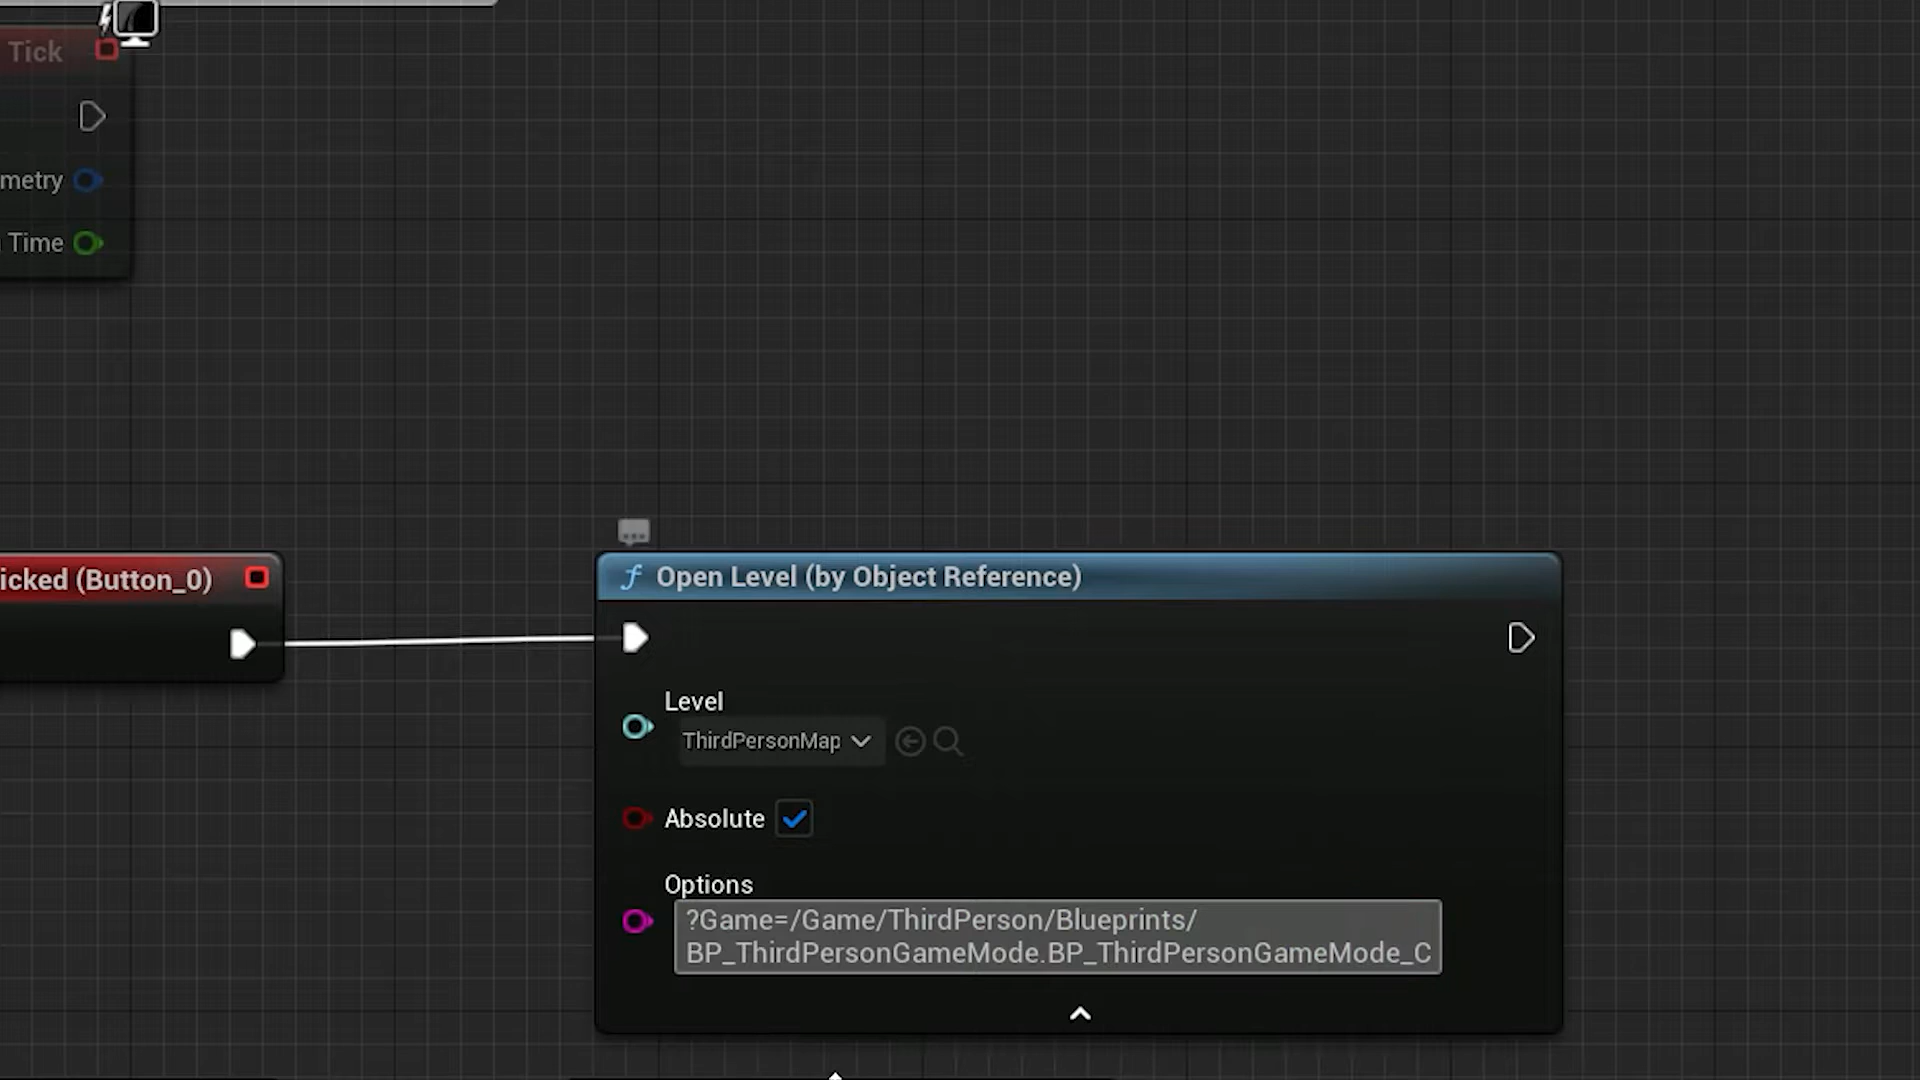 Tick
metry
Time
icked (Button_0)
f Open Level (by Object Reference)
Level
ThirdPersonMap
Absolute
Options
?Game=/Game/ThirdPerson/Blueprints/
BP_ThirdPersonGameMode.BP_ThirdPersonGameMode_C